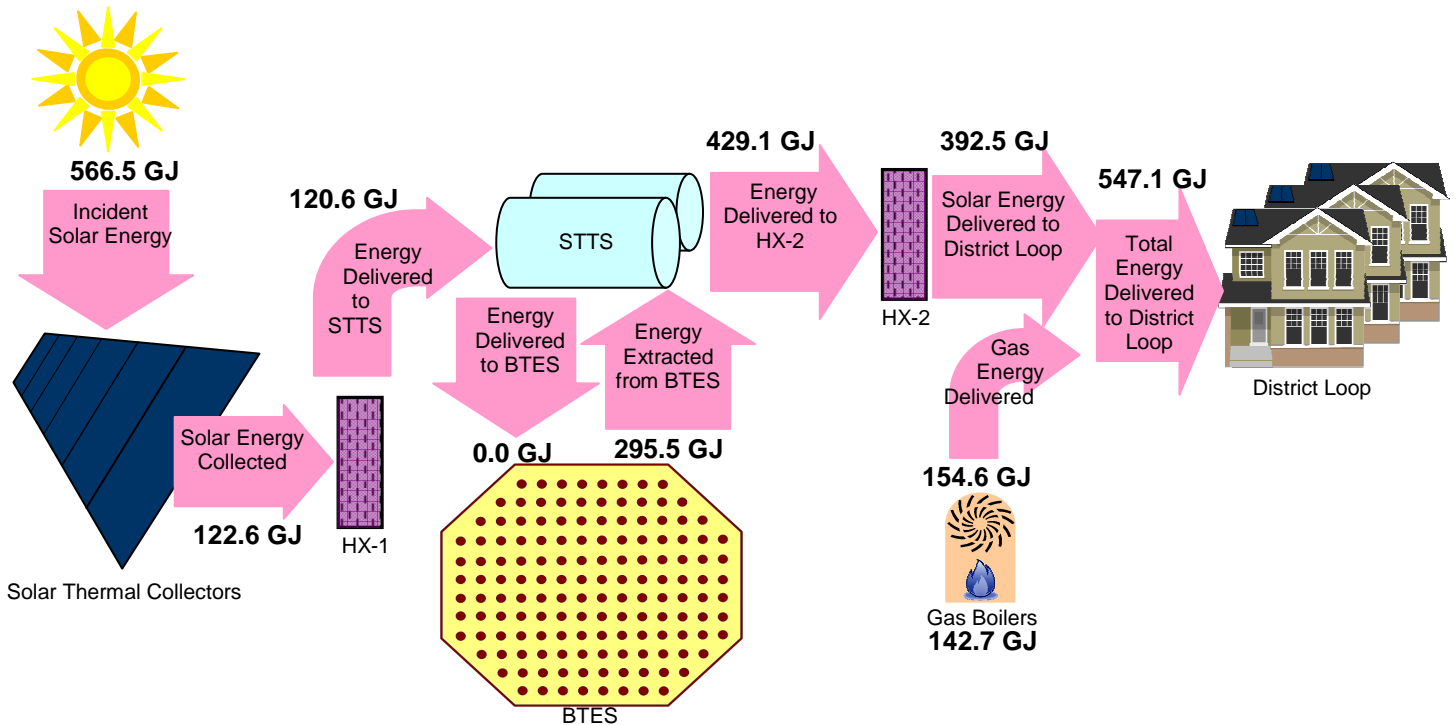 566.5 GJ
Incident
Solar Energy
Solar Thermal Collectors
Solar Energy
Collected
122.6 GJ
HX-1
120.6 GJ
Energy
Delivered
to
STTS
STTS
Energy
Delivered
to BTES
0.0 GJ
Energy
Extracted
from BTES
295.5 GJ
BTES
429.1 GJ
Energy
Delivered to
HX-2
HX-2
392.5 GJ
Solar Energy
Delivered to
District Loop
Gas
Energy
Delivered
154.6 GJ
Gas Boilers
142.7 GJ
547.1 GJ
Total
Energy
Delivered
to District
Loop
District Loop